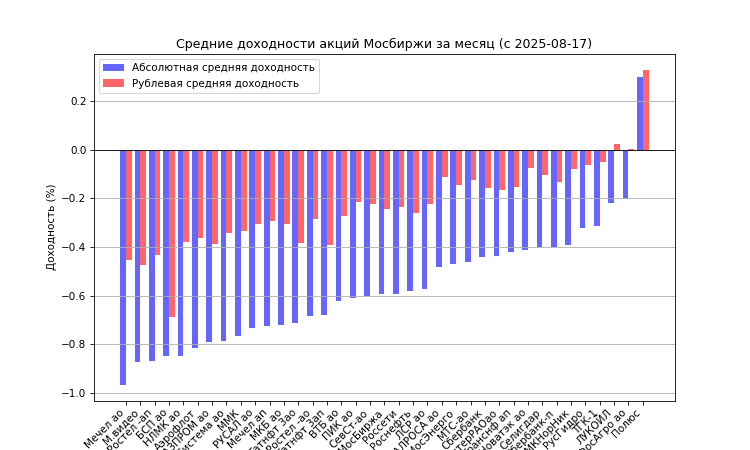 Средние доходности акций Мосбиржи за месяц (с 2025-08-17)
Абсолютная средняя доходность
Рублевая средняя доходность
Доходность (%)
0.2
0.0
−0.2
−0.4
−0.6
−0.8
−1.0
Мечел ао
М.видео
Ростел -ап
БСП ао
НЛМК ао
Аэрофлот
ММК
РУСАЛ ао
Мечел ап
МКБ ао
Ростел -ао
ВТБ ао
ПИК ао
СевСт-ао
МосБиржа
Россети
Роснефть
ЛСР ао
МосЭнерго
МТС-ао
Сбербанк
Селигдар
Сбербанк-п
ТГК-1
ЛУКОЙЛ
Полюс